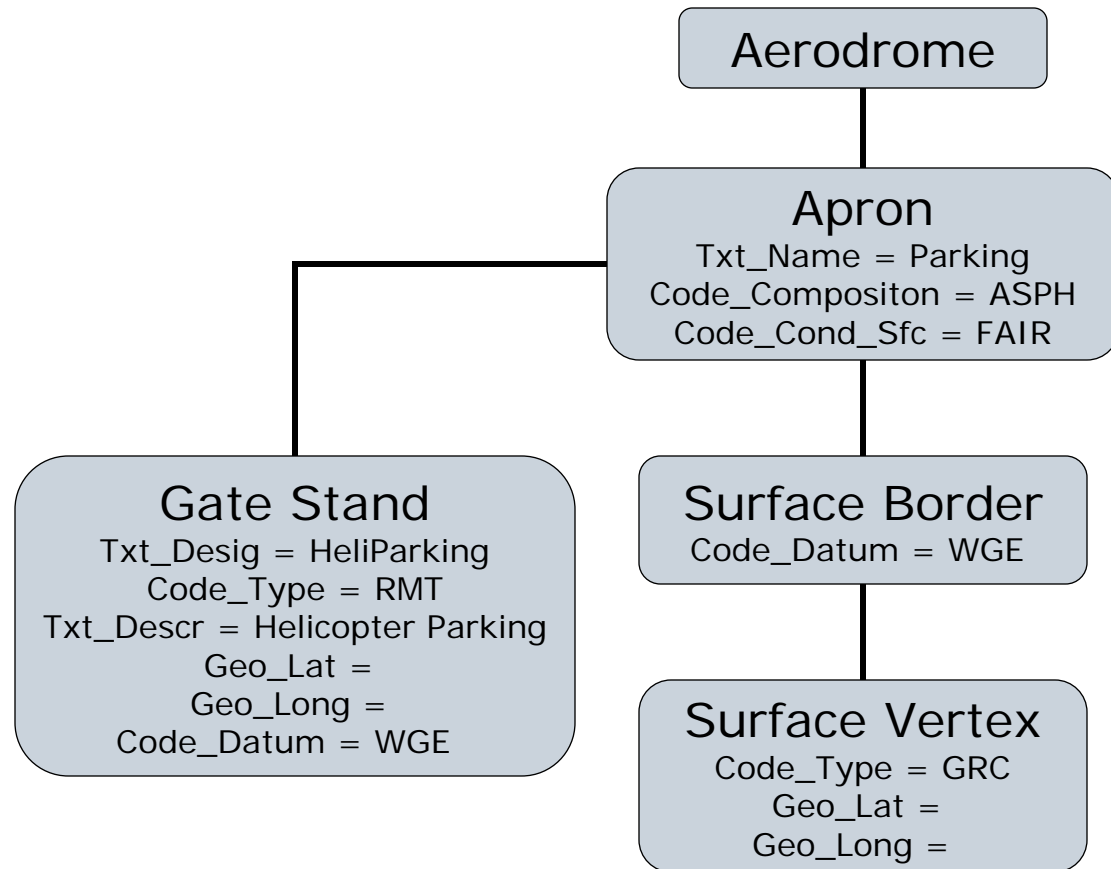 Aerodrome
Apron
Txt_Name = Parking
Code_Compositon = ASPH
Code_Cond_Sfc = FAIR
Gate Stand
Txt_Desig = HeliParking
Code_Type = RMT
Txt_Descr = Helicopter Parking
Geo_Lat =
Geo_Long =
Code_Datum = WGE
Surface Border
Code_Datum = WGE
Surface Vertex
Code_Type = GRC
Geo_Lat =
Geo_Long =